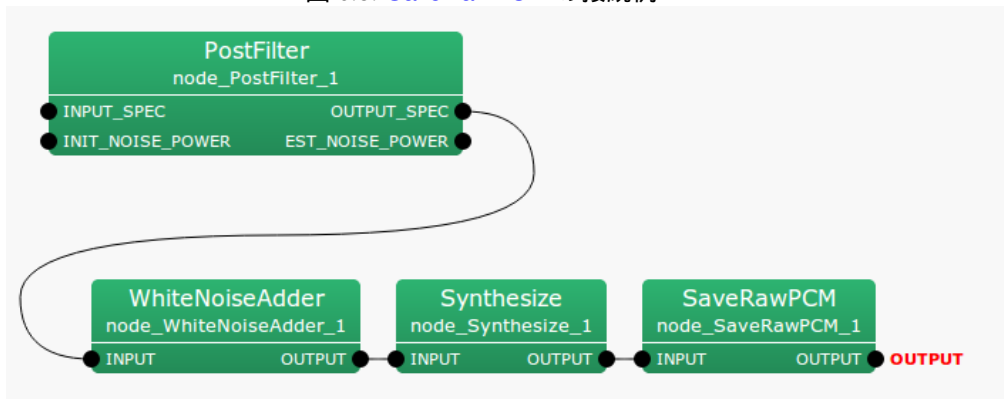 PostFilter
node_PostFilter_1
INPUT_SPEC OUTPUT_SPEC
INIT_NOISE_POWER EST_NOISE_POWER
WhiteNoiseAdder Synthesize SaveRawPCM
node_WhiteNoiseAdder_1 node_Synthesize_1 node_SaveRawPCM_1
INPUT OUTPUT INPUT OUTPUT INPUT OUTPUT OUTPUT